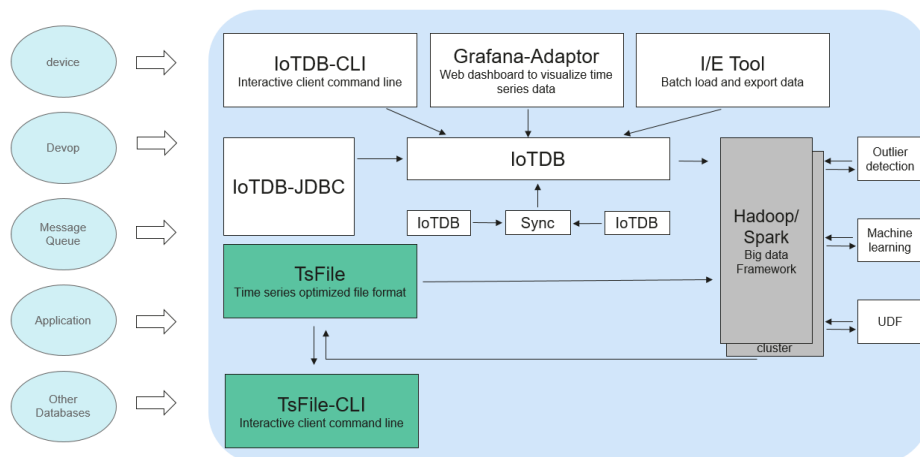 device
Devop
Message
Queue
Application
Other
Databases
IoTDB-CLI
Interactive client command line
Grafana-Adaptor
Web dashboard to visualize time
series data
I/E Tool
Batch load and export data
IoTDB-JDBC
IoTDB
IoTDB
Sync
IoTDB
TsFile
Time series optimized file format
TsFile-CLI
Interactive client command line
Hadoop/
Spark
Big data
Framework
cluster
Outlier
detection
Machine
learning
UDF